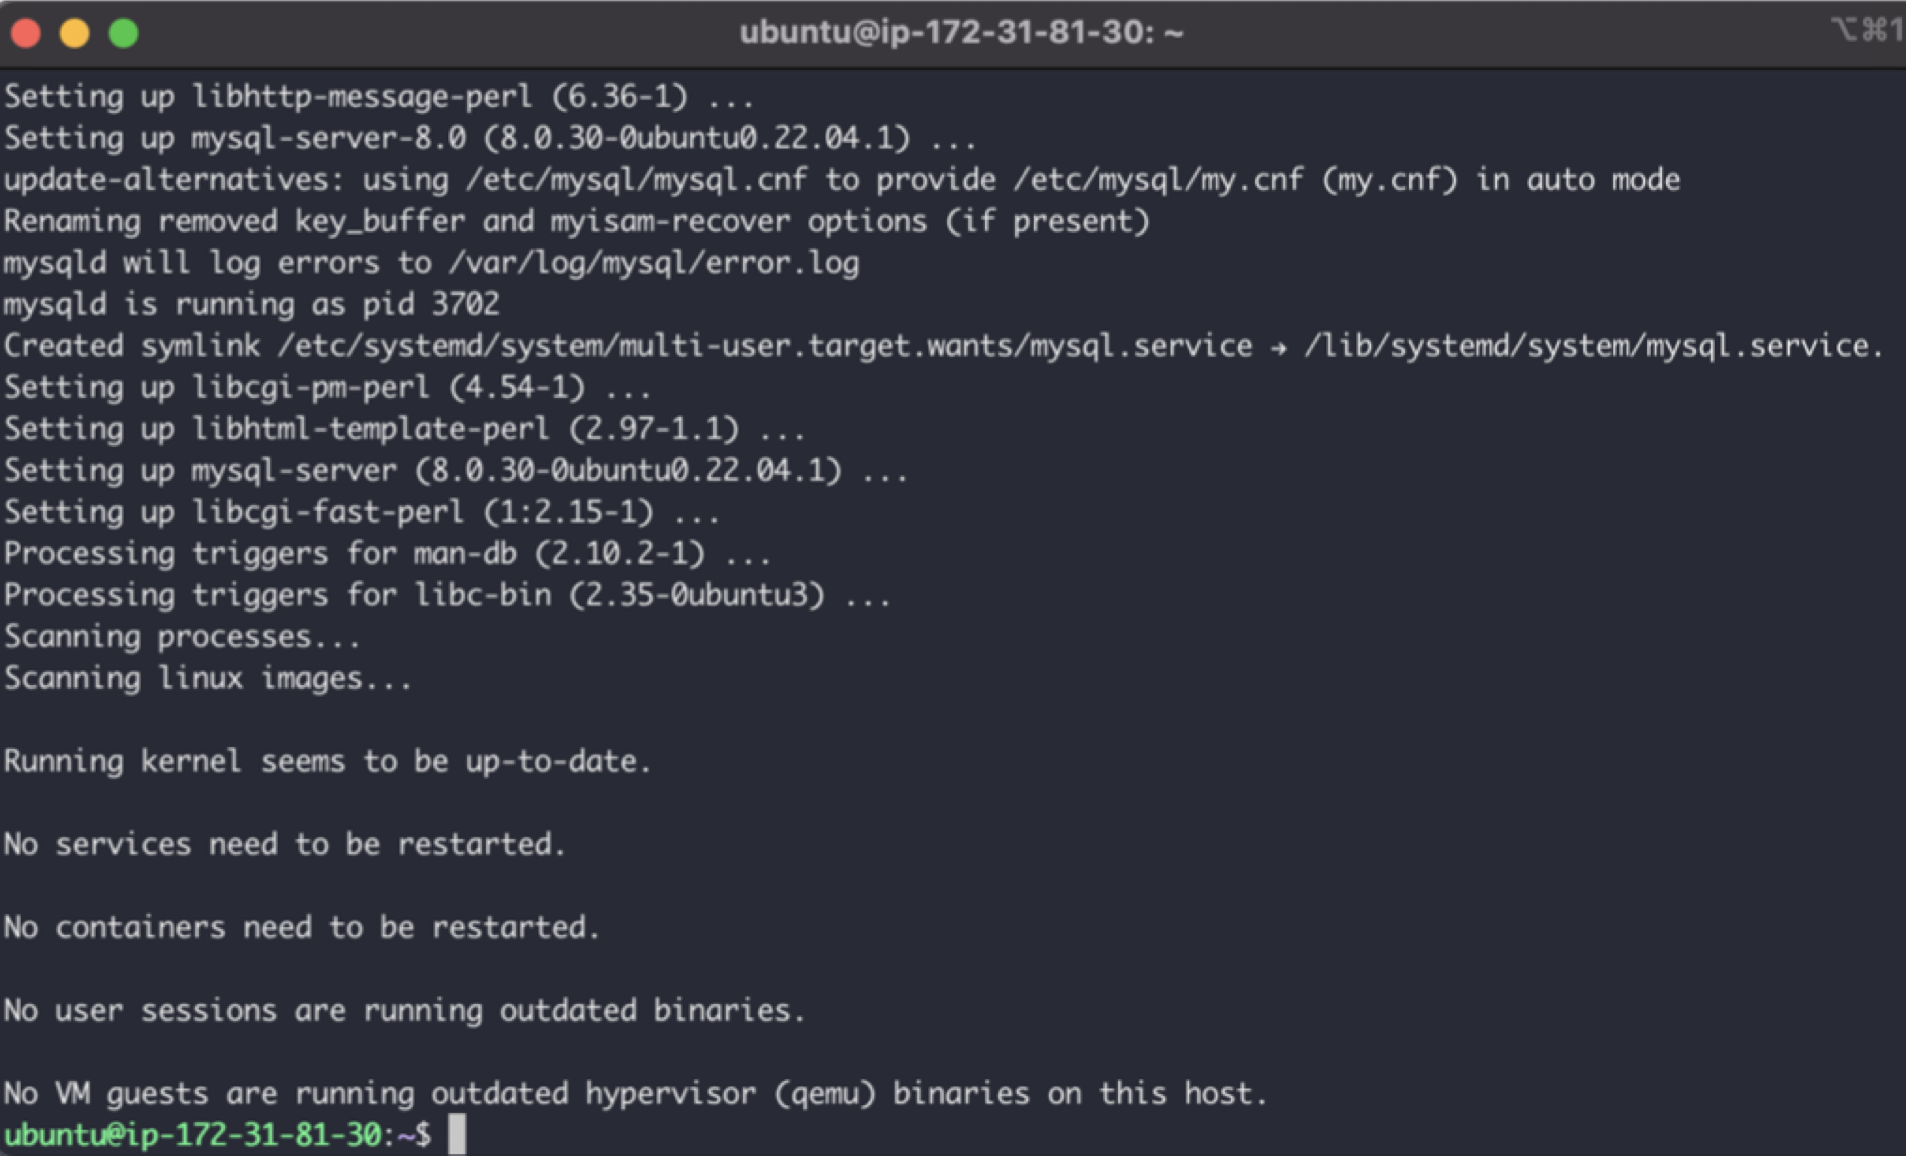 ubuntu@ip-172-31-81-30: ~
⌥⌘1
Setting up libhttp-message-perl (6.36-1) ...
Setting up mysql-server-8.0 (8.0.30-0ubuntu0.22.04.1) ...
update-alternatives: using /etc/mysql/mysql.cnf to provide /etc/mysql/my.cnf (my.cnf) in auto mode
Renaming removed key_buffer and myisam-recover options (if present)
mysqld will log errors to /var/log/mysql/error.log
mysqld is running as pid 3702
Created symlink /etc/systemd/system/multi-user.target.wants/mysql.service → /lib/systemd/system/mysql.service.
Setting up libcgi-pm-perl (4.54-1) ...
Setting up libhtml-template-perl (2.97-1.1) ...
Setting up mysql-server (8.0.30-0ubuntu0.22.04.1) ...
Setting up libcgi-fast-perl (1:2.15-1) ...
Processing triggers for man-db (2.10.2-1) ...
Processing triggers for libc-bin (2.35-0ubuntu3) ...
Scanning processes...
Scanning linux images...
Running kernel seems to be up-to-date.
No services need to be restarted.
No containers need to be restarted.
No user sessions are running outdated binaries.
No VM guests are running outdated hypervisor (qemu) binaries on this host.
ubuntu@ip-172-31-81-30:~$